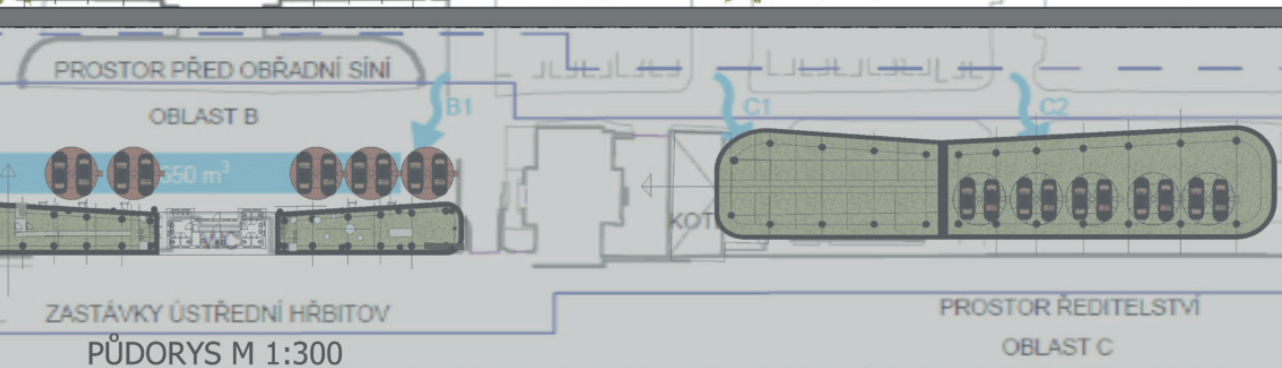 PROSTOR PŘED OBŘADNÍ SÍNÍ
OBLAST B
B1
C1
C2
650 m³
KOT
ZASTÁVKY ÚSTŘEDNÍ HŘBITOV
PROSTOR ŘEDITELSTVÍ
OBLAST C
PŮDORYS M 1:300